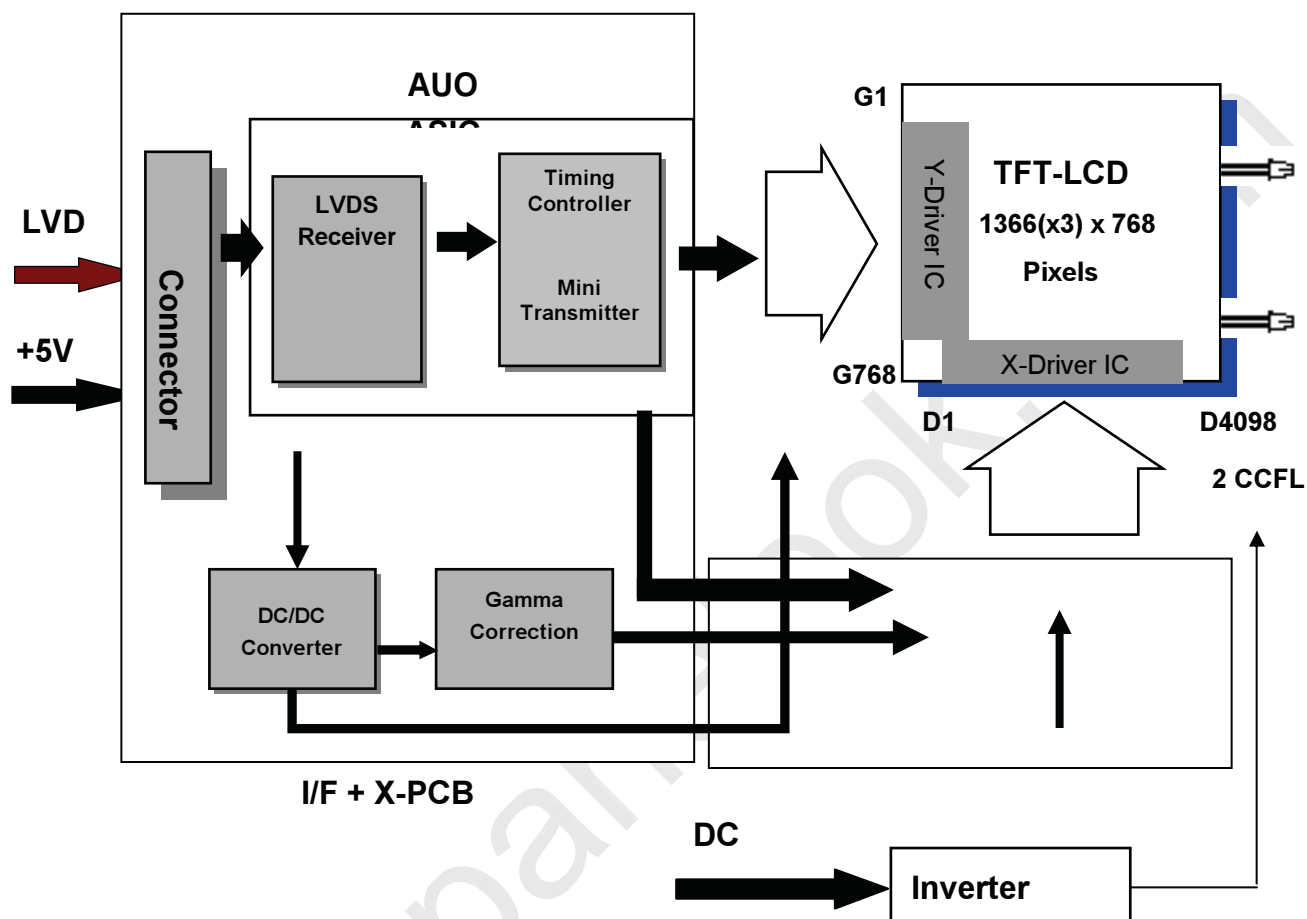 AUO
ASIC
LVD
+5V
Connector
LVDS
Receiver
Timing
Controller
Mini
Transmitter
G1
Y-Driver IC
TFT-LCD
1366(x3) x 768
Pixels
G768
X-Driver IC
D1
D4098
2 CCFL
DC/DC
Converter
Gamma
Correction
I/F + X-PCB
DC
Inverter